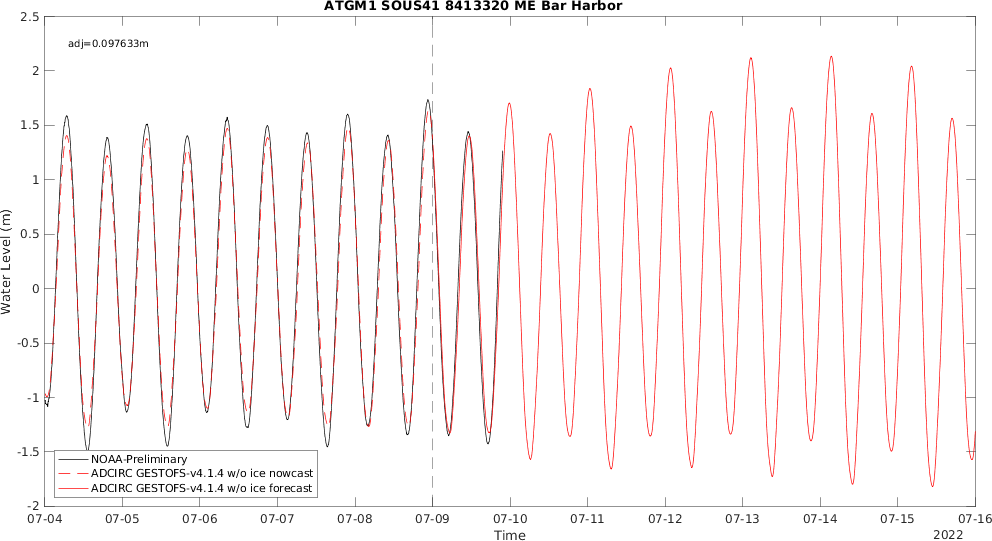 ATGM1 SOUS41 8413320 ME Bar Harbor
adj=0.097633m
2.5
2
1.5
1
0.5
0
-0.5
-1
-1.5
-2
Water Level (m)
NOAA-Preliminary
ADCIRC GESTOFS-v4.1.4 w/o ice nowcast
ADCIRC GESTOFS-v4.1.4 w/o ice forecast
07-04 07-05 07-06 07-07 07-08 07-09 07-10 07-11 07-12 07-13 07-14 07-15 07-16
Time
2022